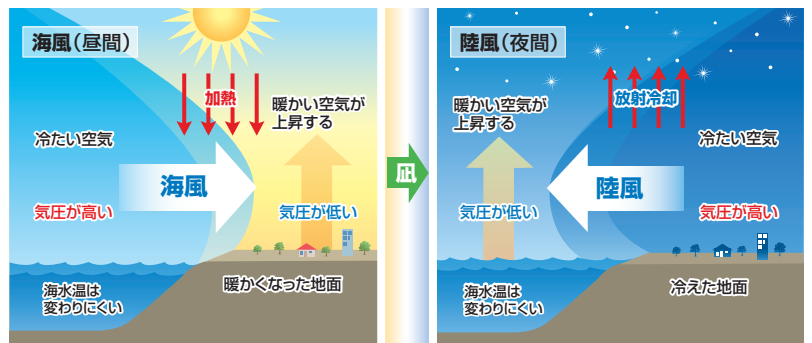 海風(昼間)
加熱
暖かい空気が
上昇する
冷たい空気
海風
気圧が高い
気圧が低い
海水温は
変わりにくい
暖かくなった地面
凪
陸風(夜間)
放射冷却
暖かい空気が
上昇する
冷たい空気
陸風
気圧が低い
気圧が高い
海水温は
変わりにくい
冷えた地面